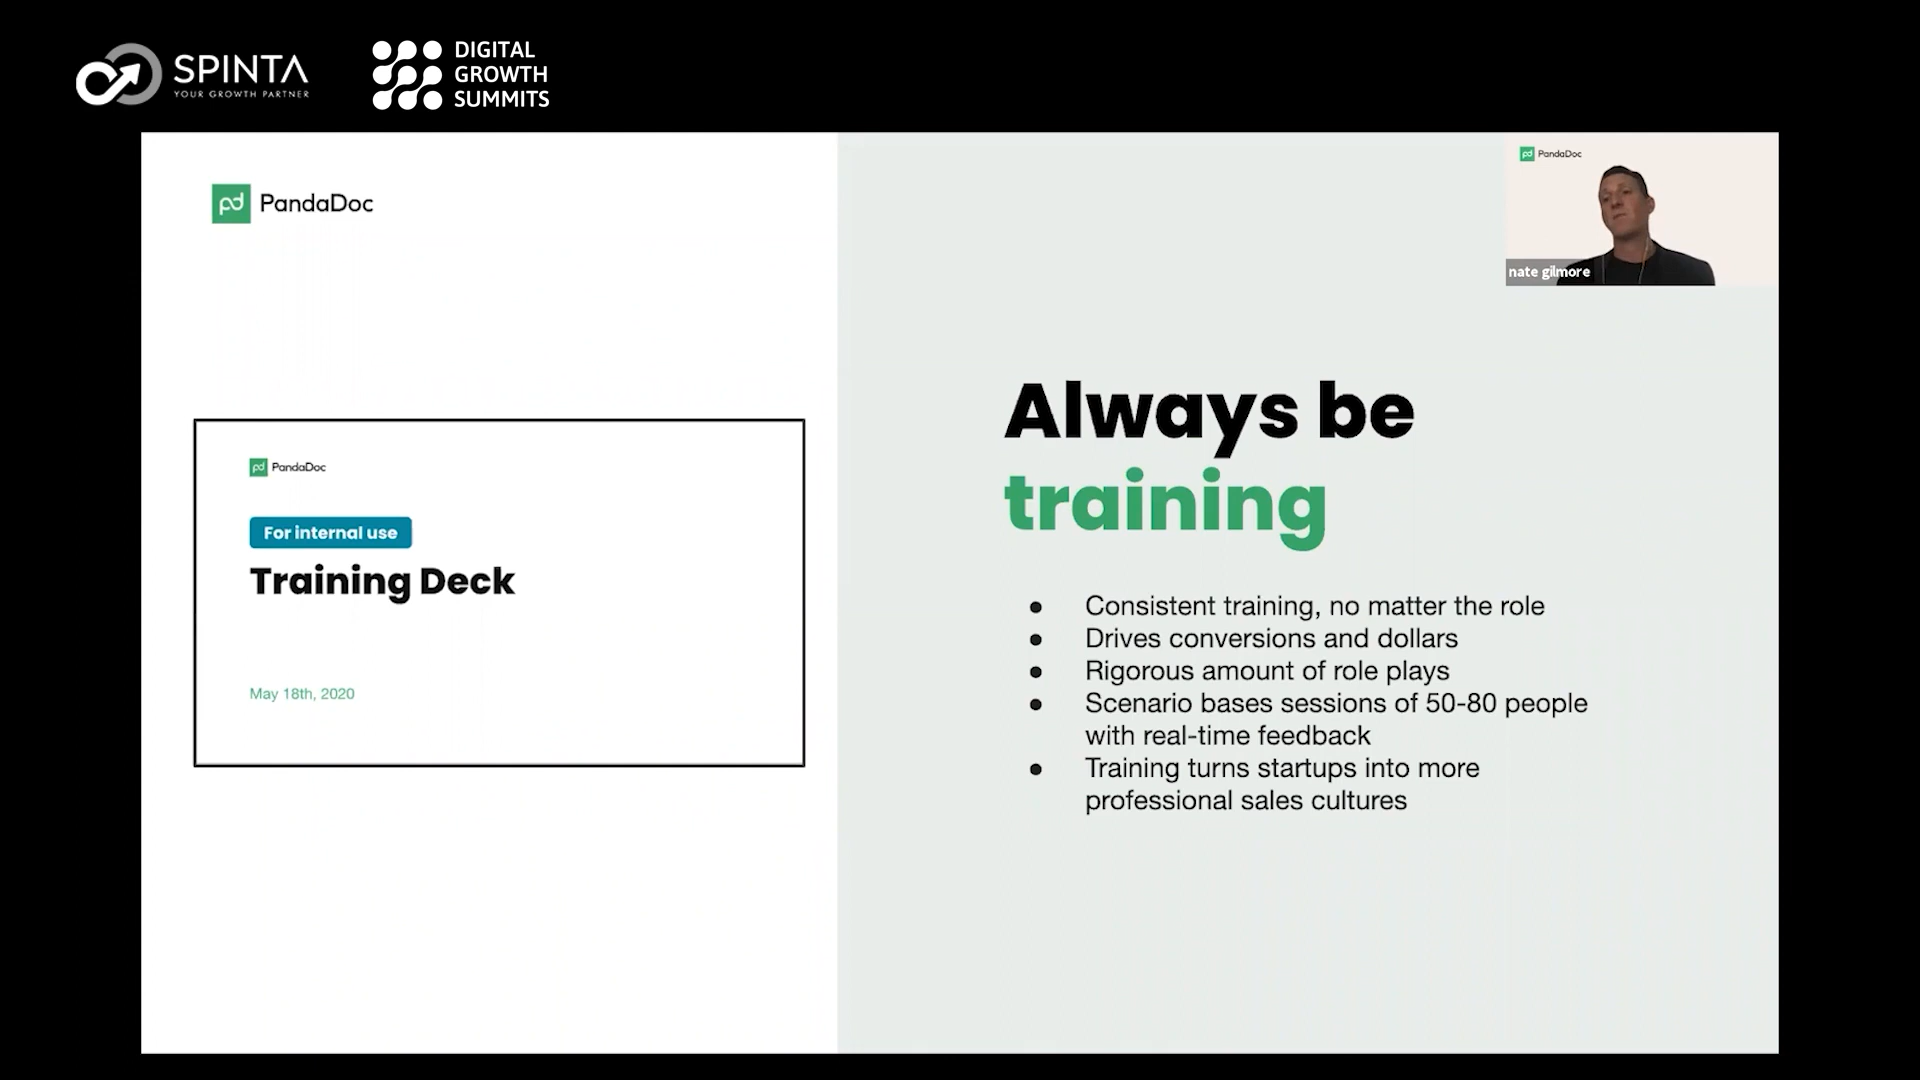 SPINTA
YOUR GROWTH PARTNER
DIGITAL
GROWTH
SUMMITS
pd PandaDoc
pd PandaDoc
For internal use
Training Deck
May 18th, 2020
pd PandaDoc
nate gilmore
Always be
training
● Consistent training, no matter the role
● Drives conversions and dollars
● Rigorous amount of role plays
● Scenario bases sessions of 50-80 people
with real-time feedback
● Training turns startups into more
professional sales cultures